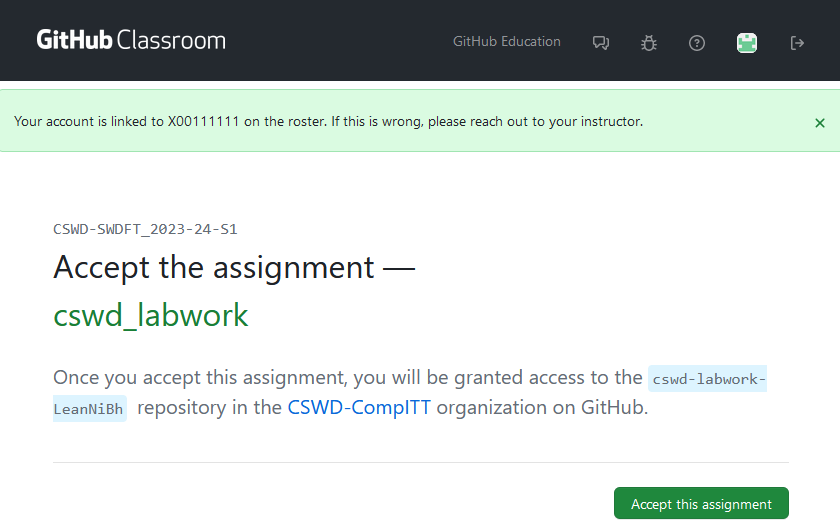 GitHub Classroom
GitHub Education
Your account is linked to X00111111 on the roster. If this is wrong, please reach out to your instructor.
CSWD-SWDFT_2023-24-S1
Accept the assignment —
cswd_labwork
Once you accept this assignment, you will be granted access to the cswd-labwork-
LeanNiBh repository in the CSWD-CompITT organization on GitHub.
Accept this assignment